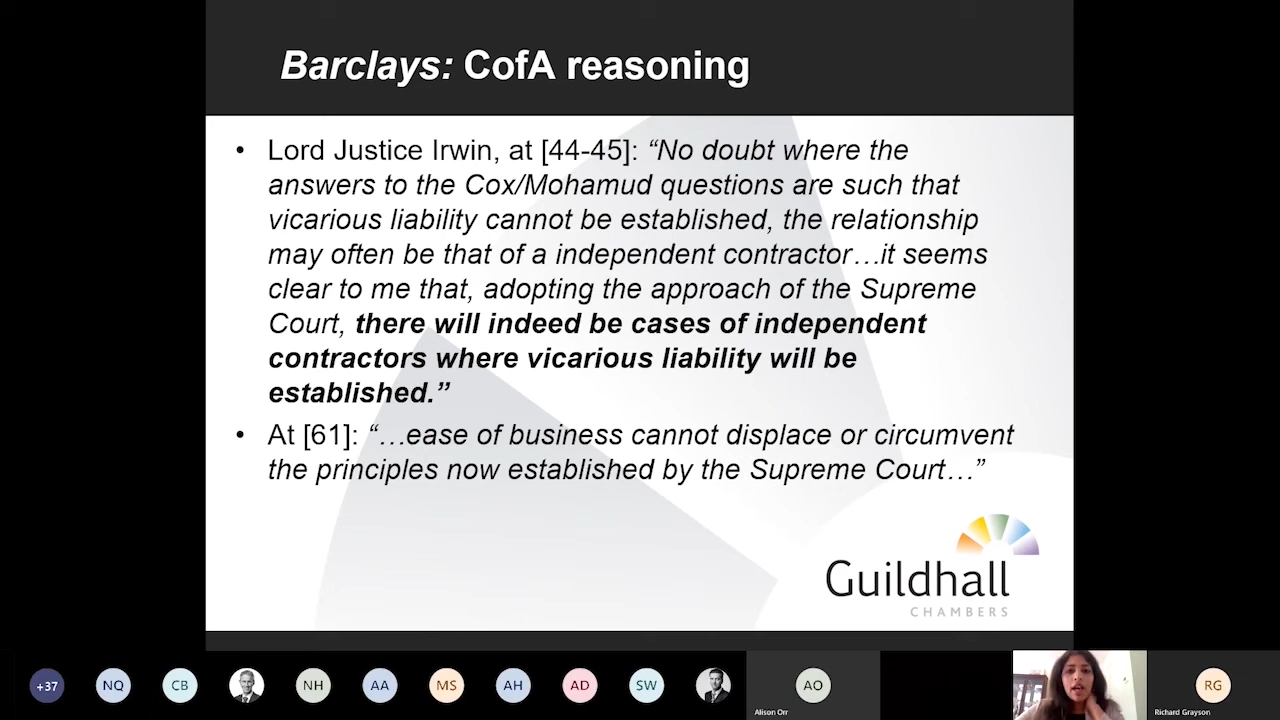 Barclays: CofA reasoning
• Lord Justice Irwin, at [44-45]: “No doubt where the
answers to the Cox/Mohamud questions are such that
vicarious liability cannot be established, the relationship
may often be that of a independent contractor…it seems
clear to me that, adopting the approach of the Supreme
Court, there will indeed be cases of independent
contractors where vicarious liability will be
established.”
• At [61]: “…ease of business cannot displace or circumvent
the principles now established by the Supreme Court…”
Guildhall
CHAMBERS
+37 NQ CB NH AA MS AH AD SW AO RG
Alison Orr Richard Grayson